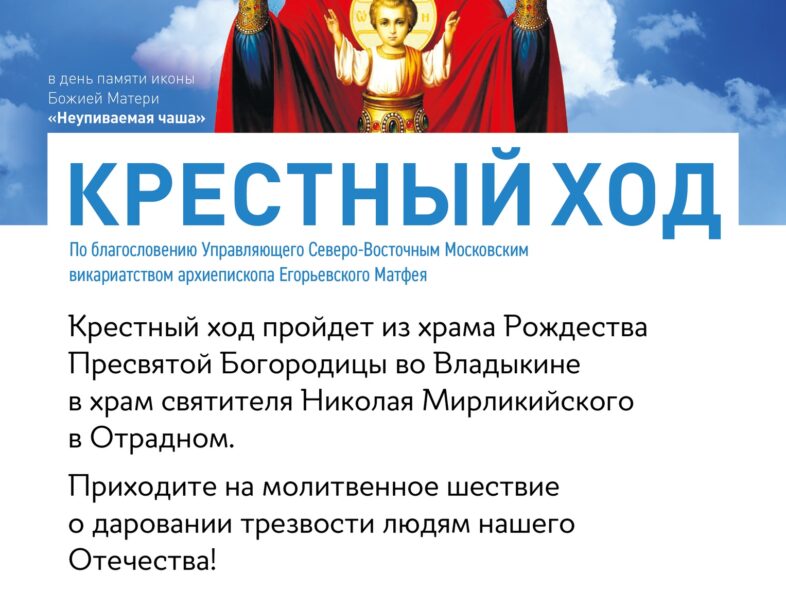 в день памяти иконы
Божией Матери
«Неупиваемая чаша»
КРЕСТНЫЙ ХОД
По благословению Управляющего Северо-Восточным Московским
викариатством архиепископа Егорьевского Матфея
Крестный ход пройдет из храма Рождества
Пресвятой Богородицы во Владыкине
в храм святителя Николая Мирликийского
в Отрадном.
Приходите на молитвенное шествие
о даровании трезвости людям нашего
Отечества!